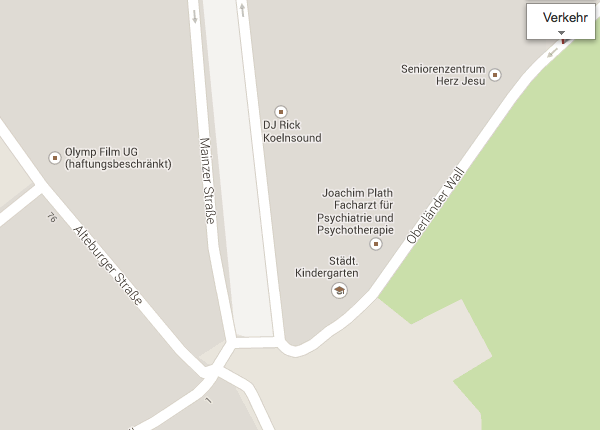 Verkehr
Seniorenzentrum
Herz Jesu
DJ Rick
Koelnsound
Olymp Film UG
(haftungsbeschränkt)
Mainzer Straße
Oberländer Wall
Joachim Plath
Facharzt für
Psychiatrie und
Psychotherapie
76
Alteburger Straße
Städt.
Kindergarten
1